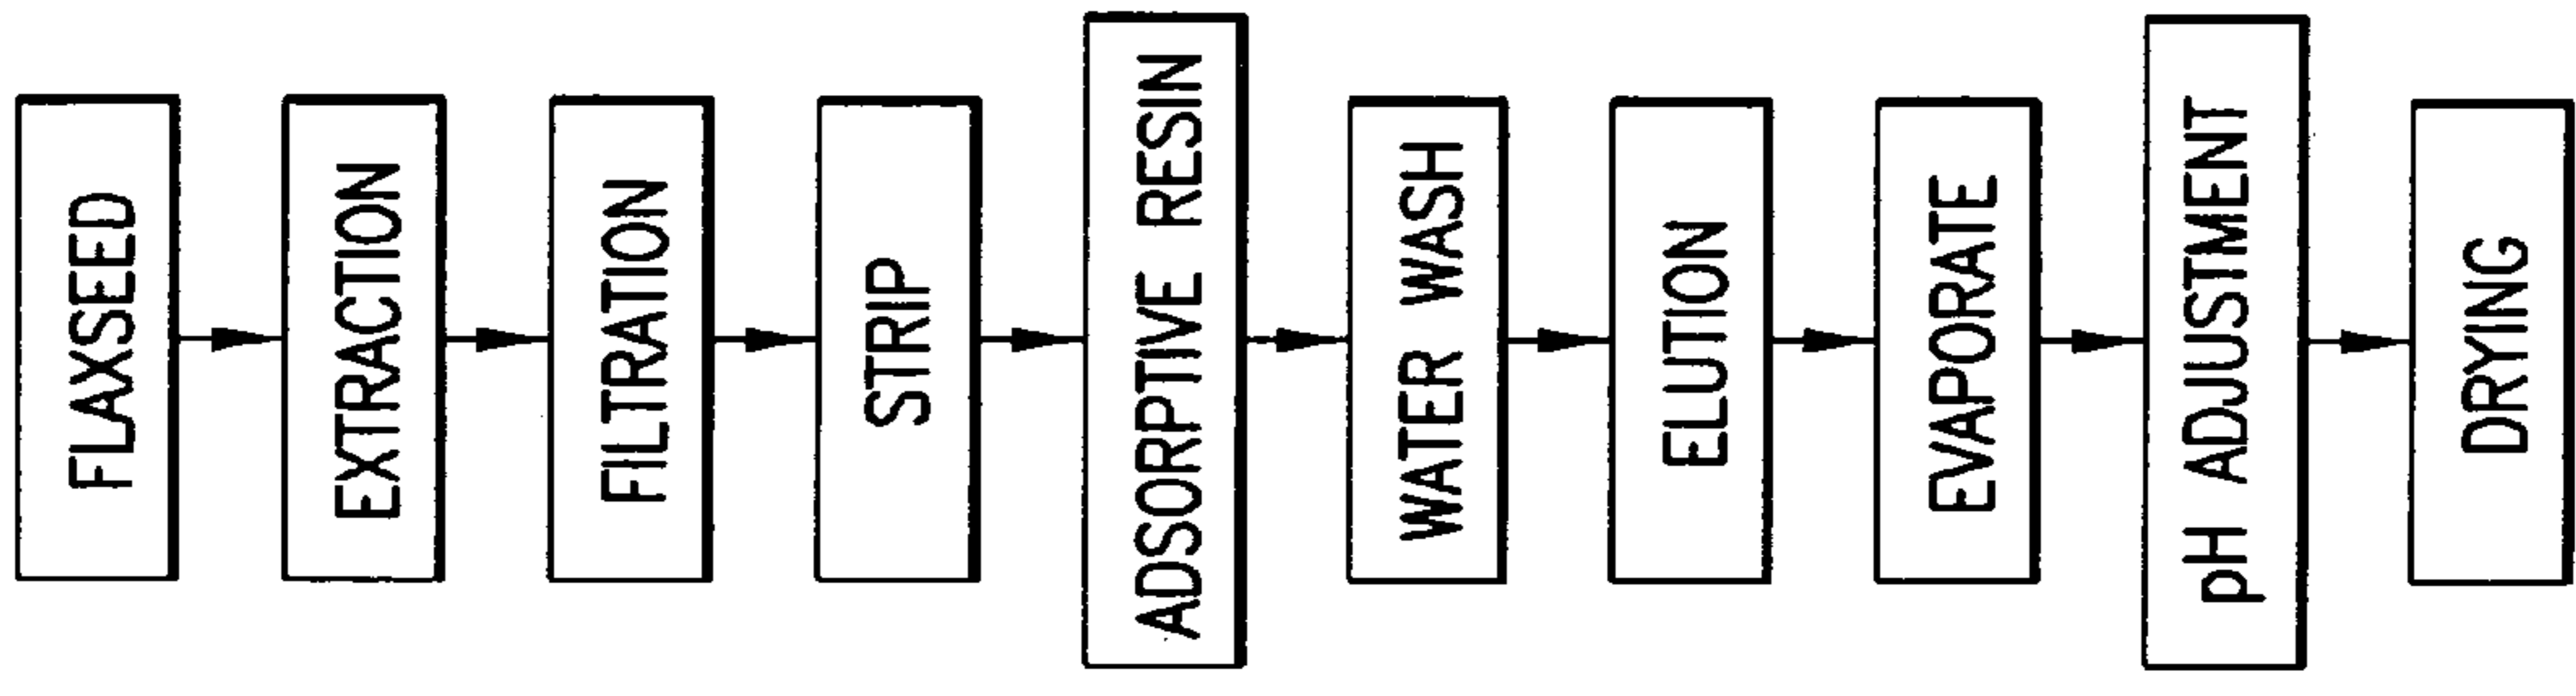 FLAXSEED
EXTRACTION
FILTRATION
STRIP
ADSORPTIVE RESIN
WATER WASH
ELUTION
EVAPORATE
pH ADJUSTMENT
DRYING